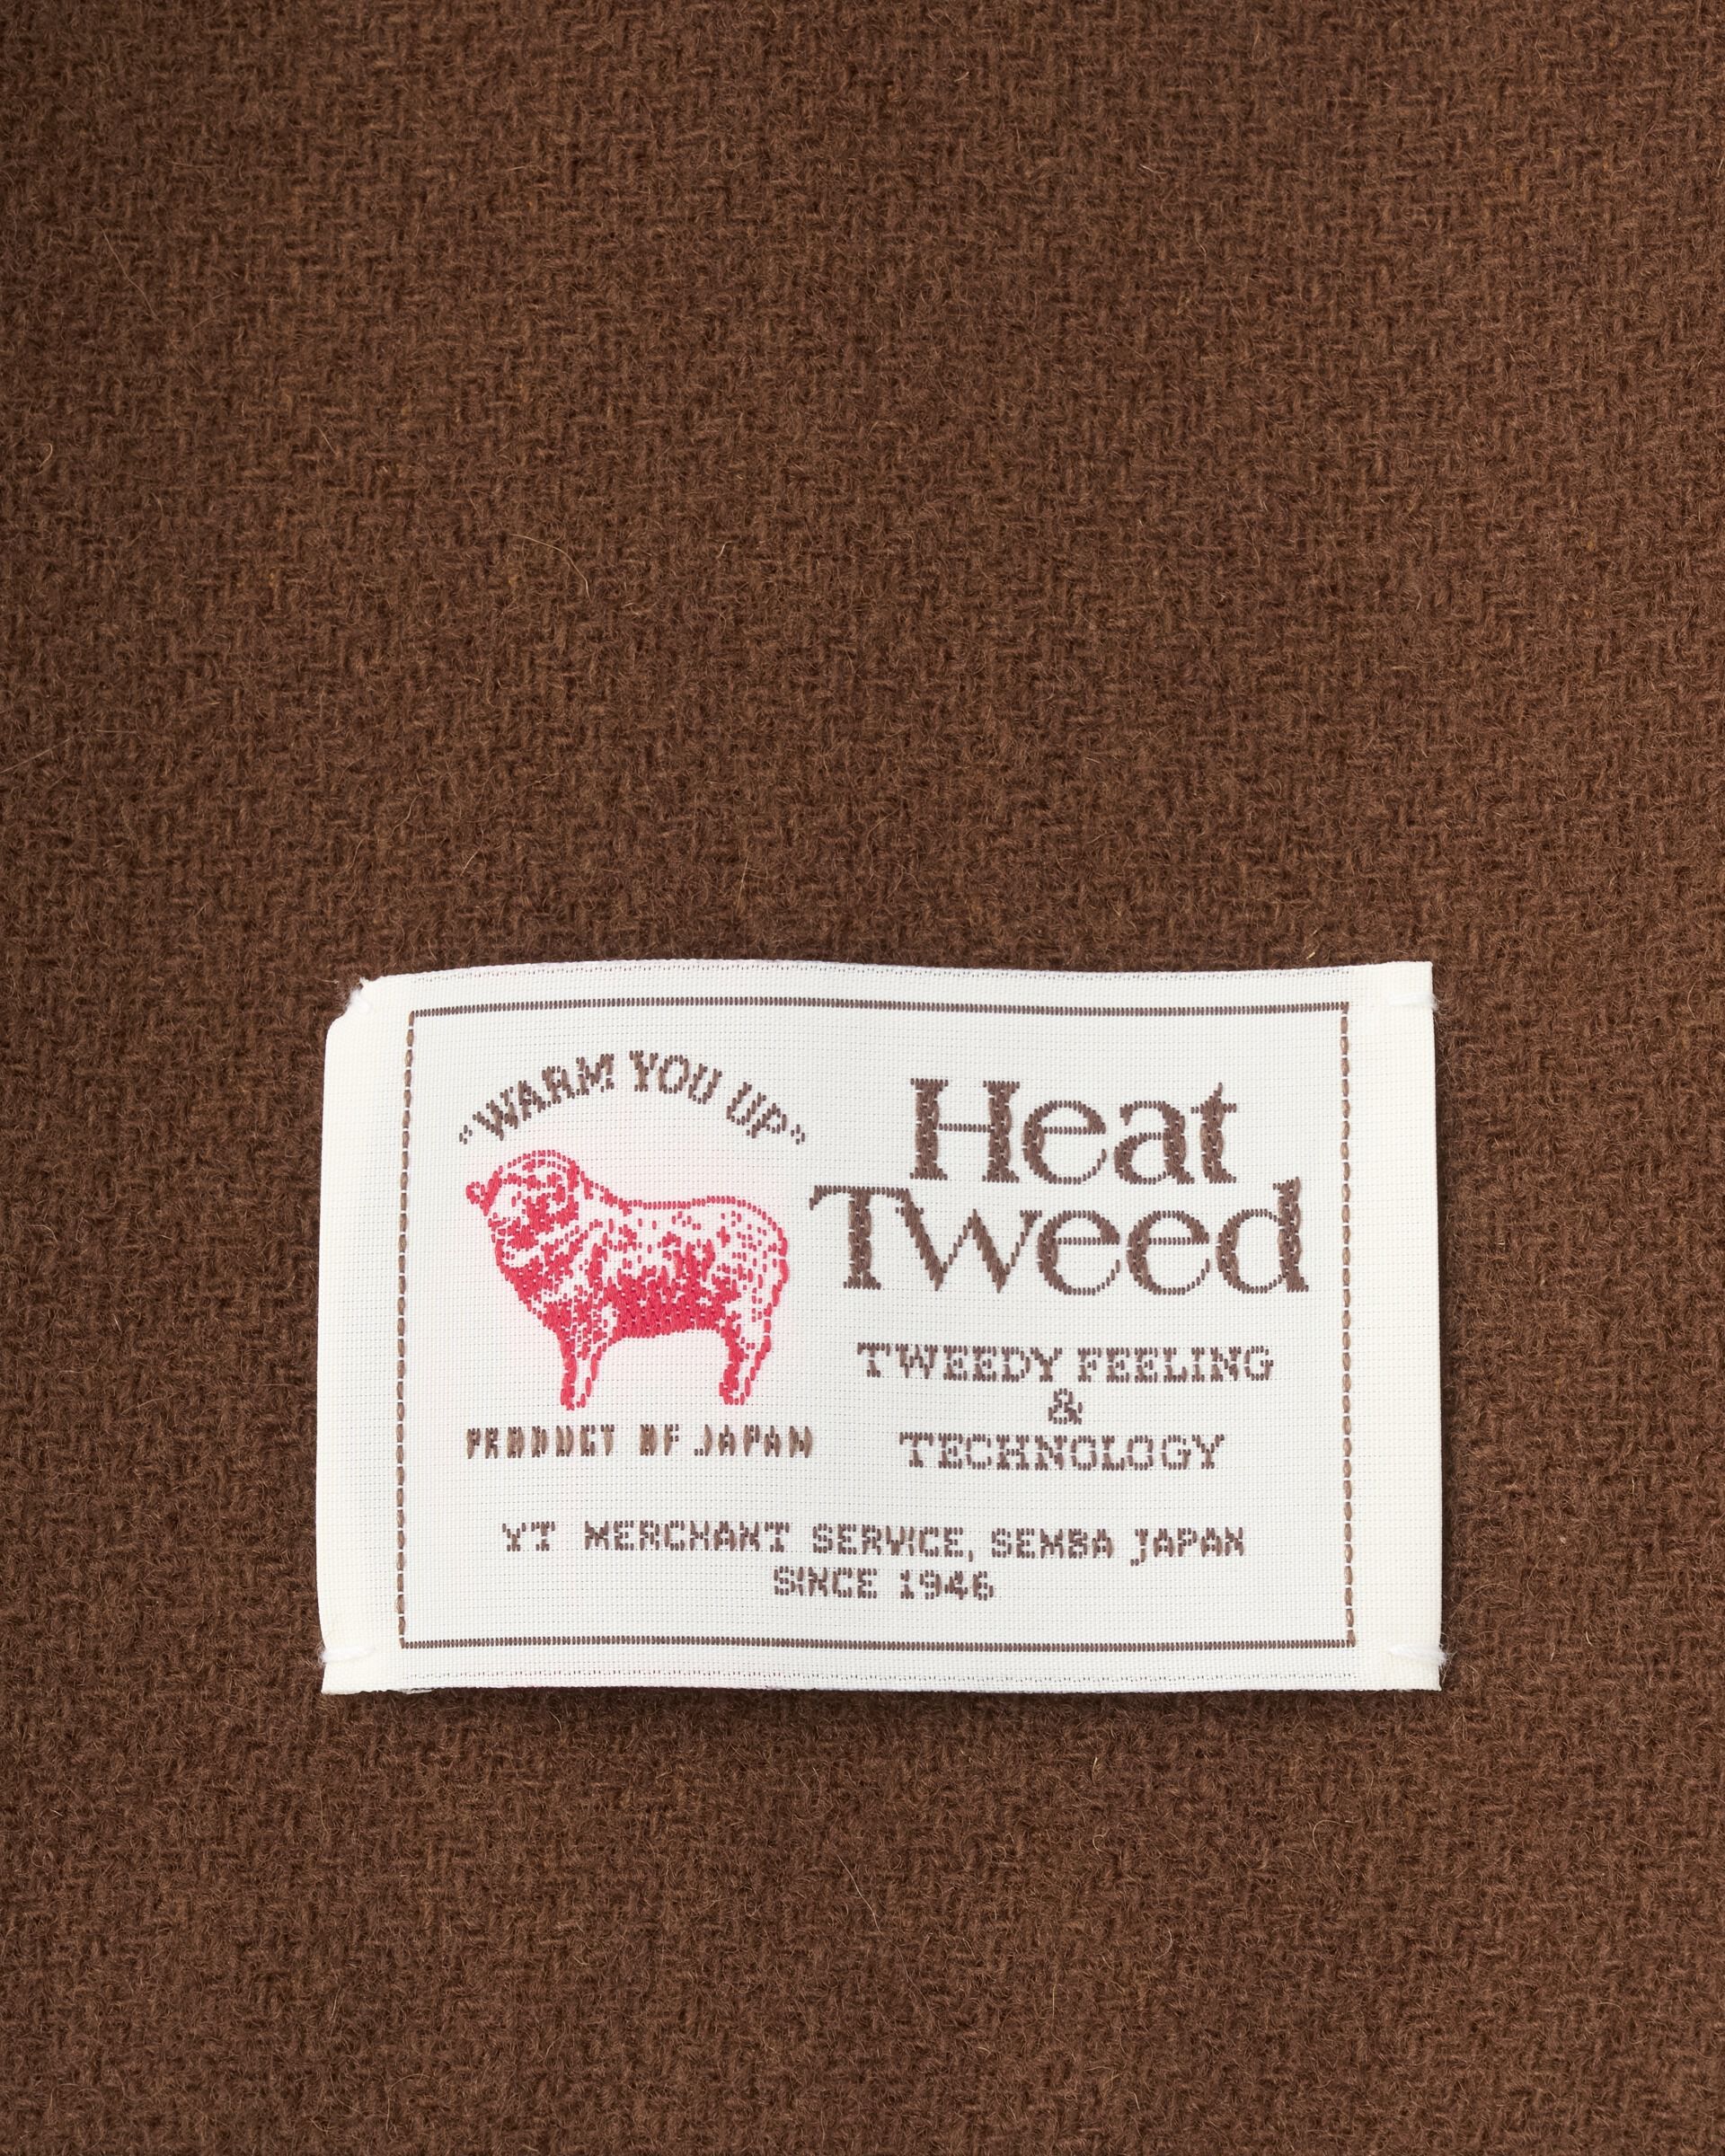 "WARM YOU UP"
PRODUCT OF JAPAN
Heat
Tweed
TWEEDY FEELING
&
TECHNOLOGY
YT MERCHANT SERVICE, SEMBA JAPAN
SINCE 1946